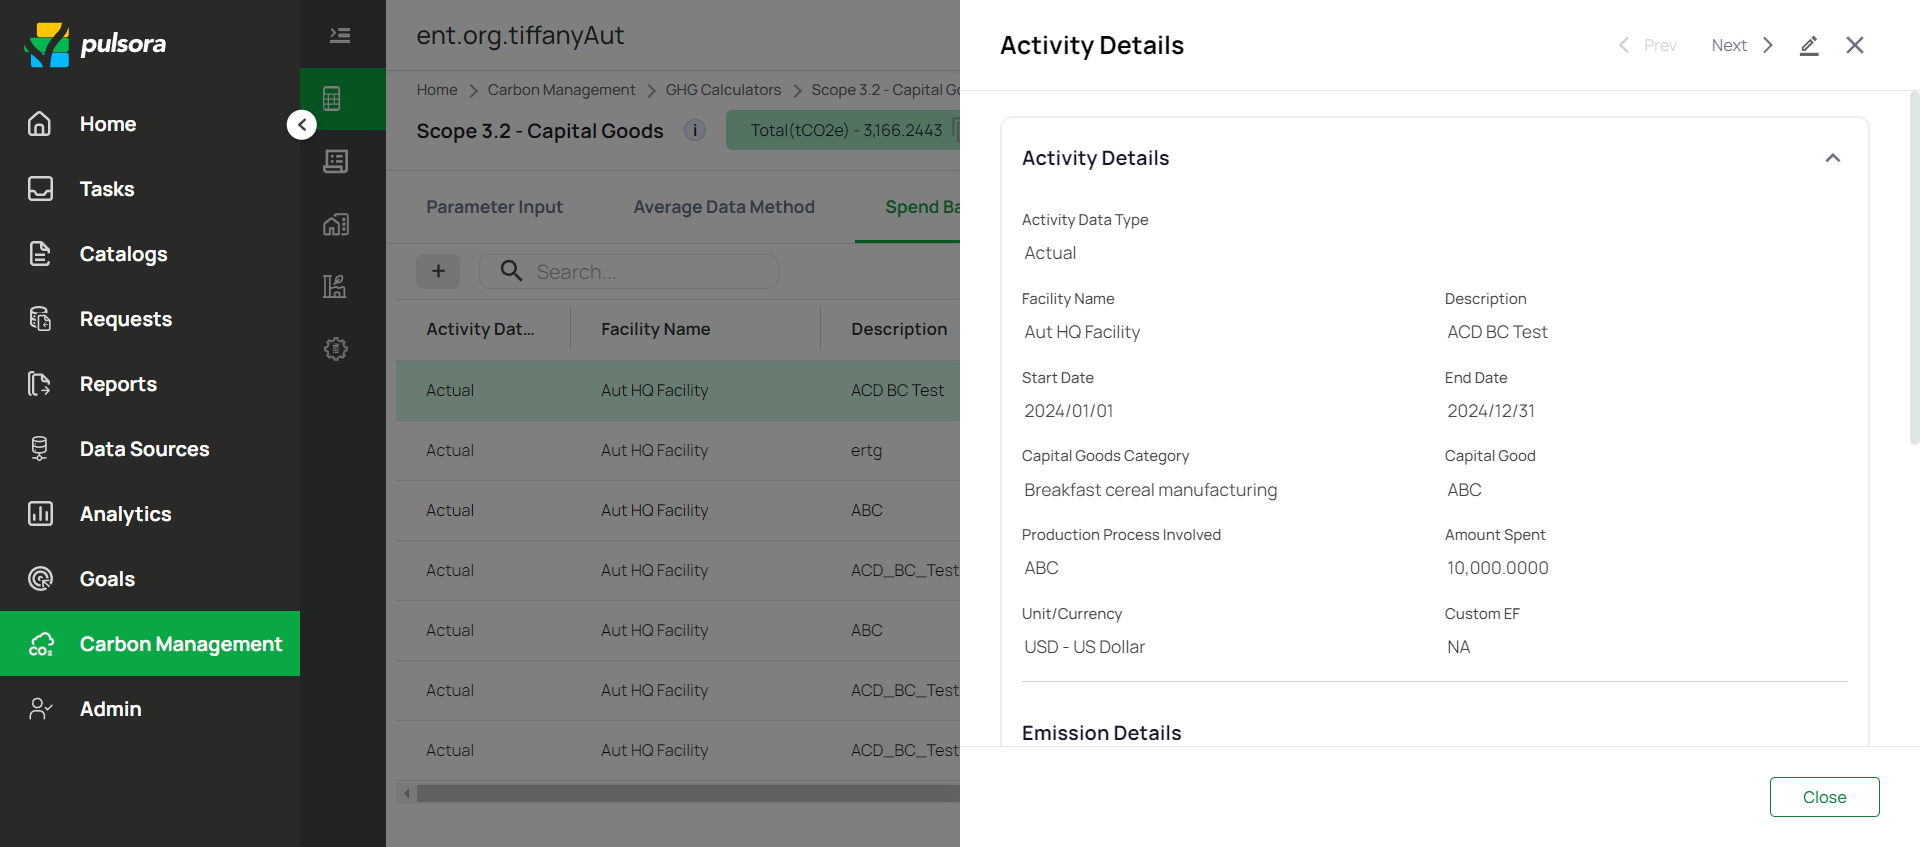 pulsora
Home
Tasks
Catalogs
Requests
Reports
Data Sources
Analytics
Goals
Carbon Management
Admin
ent.org.tiffanyAut
Home > Carbon Management > GHG Calculators > Scope 3.2 - Capital
Scope 3.2 - Capital Goods i Total(tCO2e) - 3,166.2443
Parameter Input Average Data Method Spend
+ Search...
Activity Dat... Facility Name Description
Actual Aut HQ Facility ACD BC Test
Actual Aut HQ Facility ertg
Actual Aut HQ Facility ABC
Actual Aut HQ Facility ACD_BC_Test
Actual Aut HQ Facility ABC
Actual Aut HQ Facility ACD_BC_Test
Actual Aut HQ Facility ACD_BC_Test
Activity Details
Prev Next
Activity Details
Activity Data Type
Actual
Facility Name Description
Aut HQ Facility ACD BC Test
Start Date End Date
2024/01/01 2024/12/31
Capital Goods Category Capital Good
Breakfast cereal manufacturing ABC
Production Process Involved Amount Spent
ABC 10,000.0000
Unit/Currency Custom EF
USD - US Dollar NA
Emission Details
Close